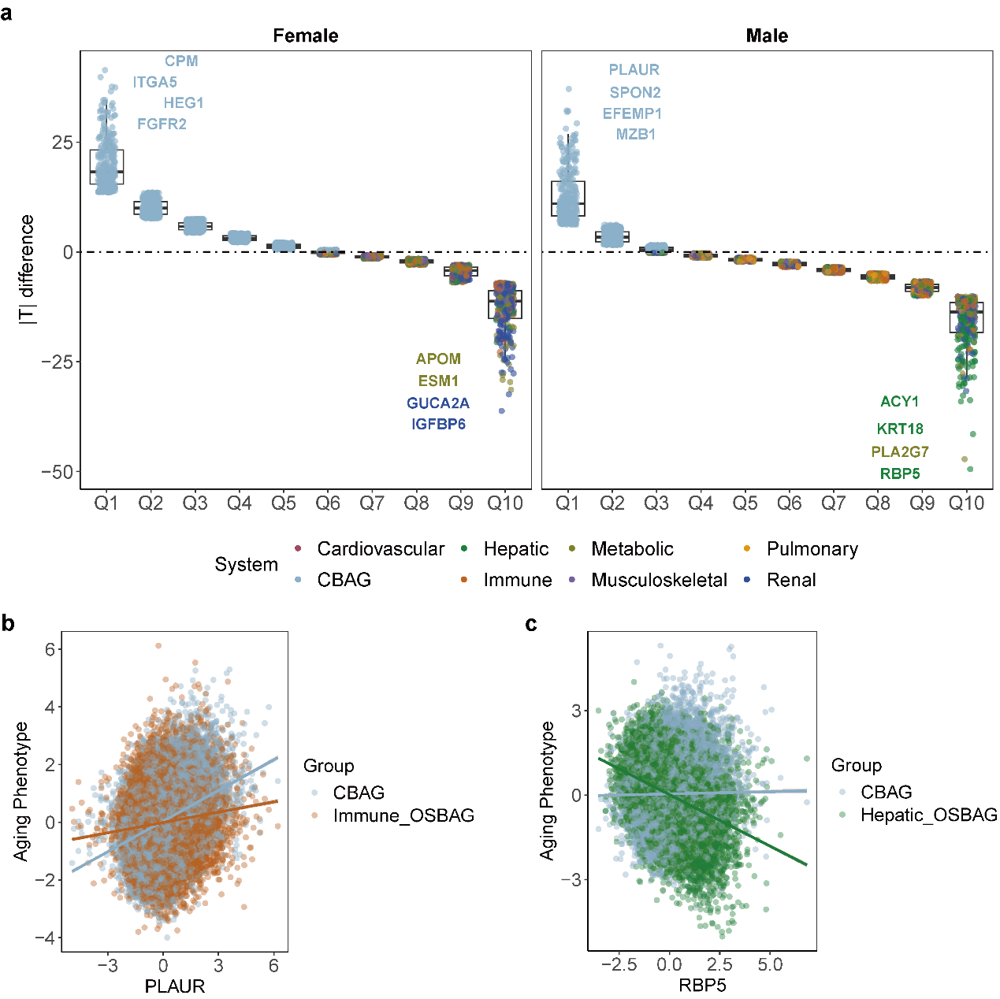 a
Female
Male
CPM
ITGA5
HEG1
FGFR2
PLAUR
SPON2
EFEMP1
MZB1
|T| difference
25
0
−25
−50
APOM
ESM1
GUCA2A
IGFBP6
ACY1
KRT18
PLA2G7
RBP5
Q1 Q2 Q3 Q4 Q5 Q6 Q7 Q8 Q9 Q10
Q1 Q2 Q3 Q4 Q5 Q6 Q7 Q8 Q9 Q10
System
Cardiovascular Hepatic Metabolic Pulmonary
CBAG Immune Musculoskeletal Renal
b
Aging Phenotype
6
4
2
0
−2
−4
−3 0 3 6
PLAUR
Group
CBAG
Immune_OSBAG
c
Aging Phenotype
3
0
−3
−2.5 0.0 2.5 5.0
RBP5
Group
CBAG
Hepatic_OSBAG